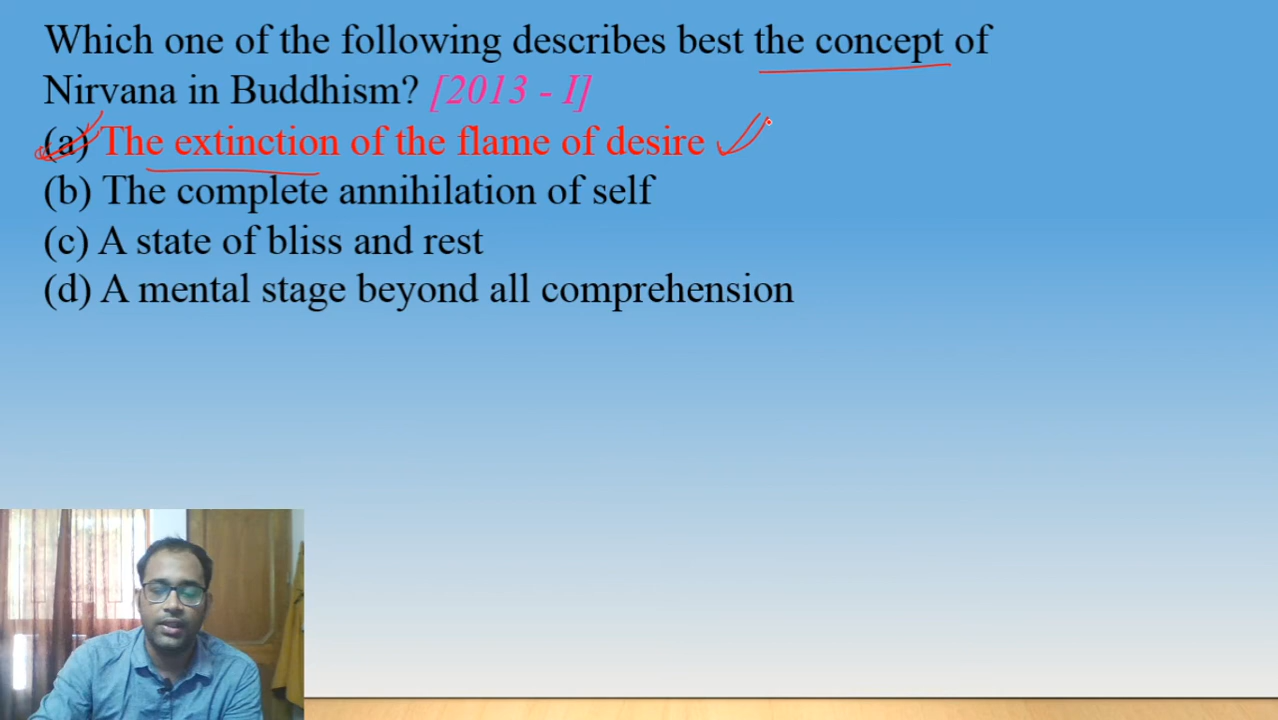 Which one of the following describes best the concept of
Nirvana in Buddhism? [2013 - I]
(a) The extinction of the flame of desire
(b) The complete annihilation of self
(c) A state of bliss and rest
(d) A mental stage beyond all comprehension